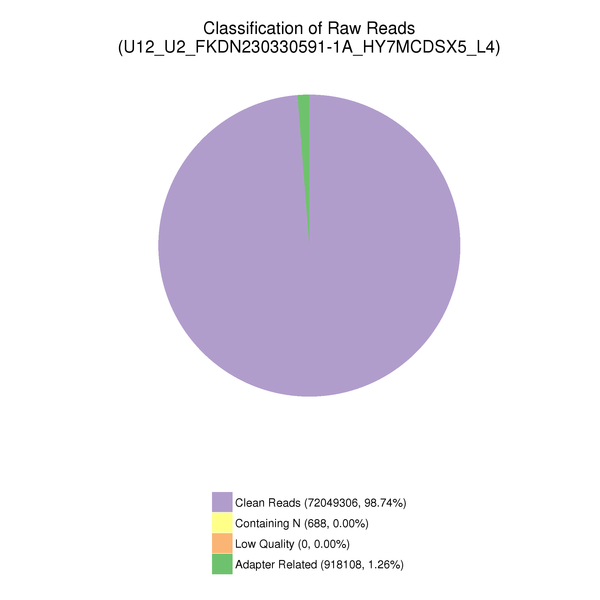 Classification of Raw Reads
(U12_U2_FKDN230330591-1A_HY7MCDSX5_L4)
Clean Reads (72049306, 98.74%)
Containing N (688, 0.00%)
Low Quality (0, 0.00%)
Adapter Related (918108, 1.26%)